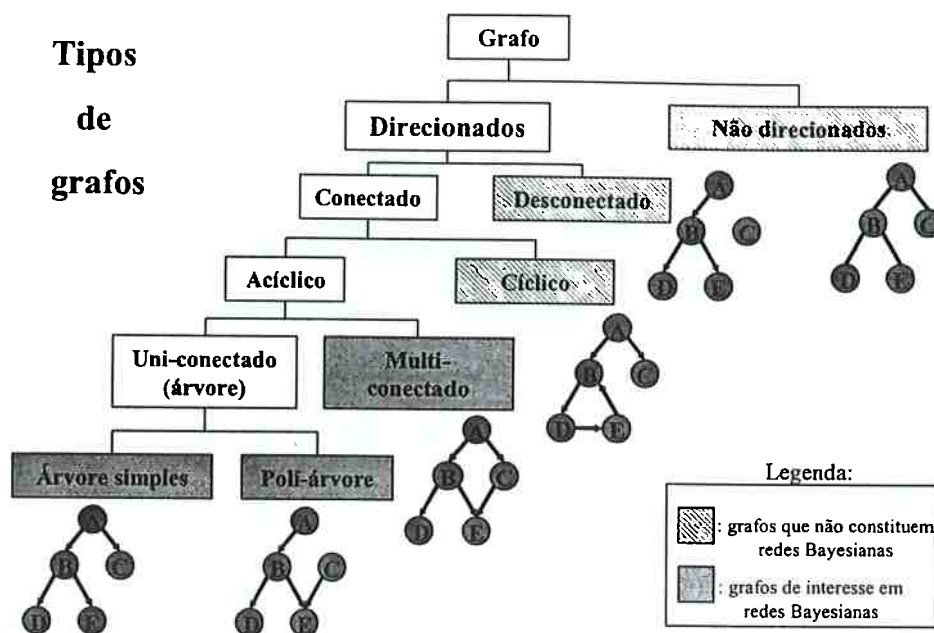 Tipos
de
grafos
Grafo
Direcionados
Não direcionados
Conectado
Desconectado
A
B
C
D
E
A
B
C
D
E
Acíclico
Cíclico
A
B
C
D
E
Uni-conectado
(árvore)
Multi-
conectado
A
B
C
D
E
Árvore simples
Poli-árvore
A
B
C
D
E
A
B
C
D
E
Legenda:
: grafos que não constituem
redes Bayesianas
: grafos de interesse em
redes Bayesianas